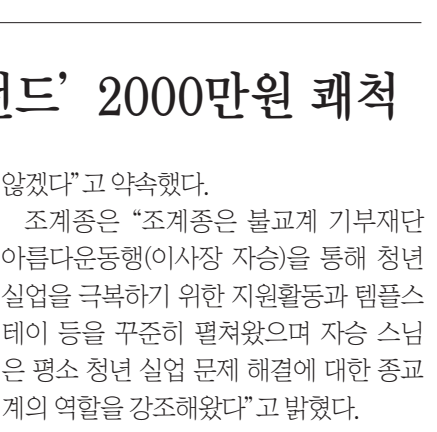 펀드’ 2000만원 쾌척
않겠다”고 약속했다.
조계종은 “조계종은 불교계 기부재단
아름다운동행(이사장 자승)을 통해 청년
실업을 극복하기 위한 지원활동과 템플스
테이 등을 꾸준히 펼쳐왔으며 자승 스님
은 평소 청년 실업 문제 해결에 대한 종교
계의 역할을 강조해왔다”고 밝혔다.